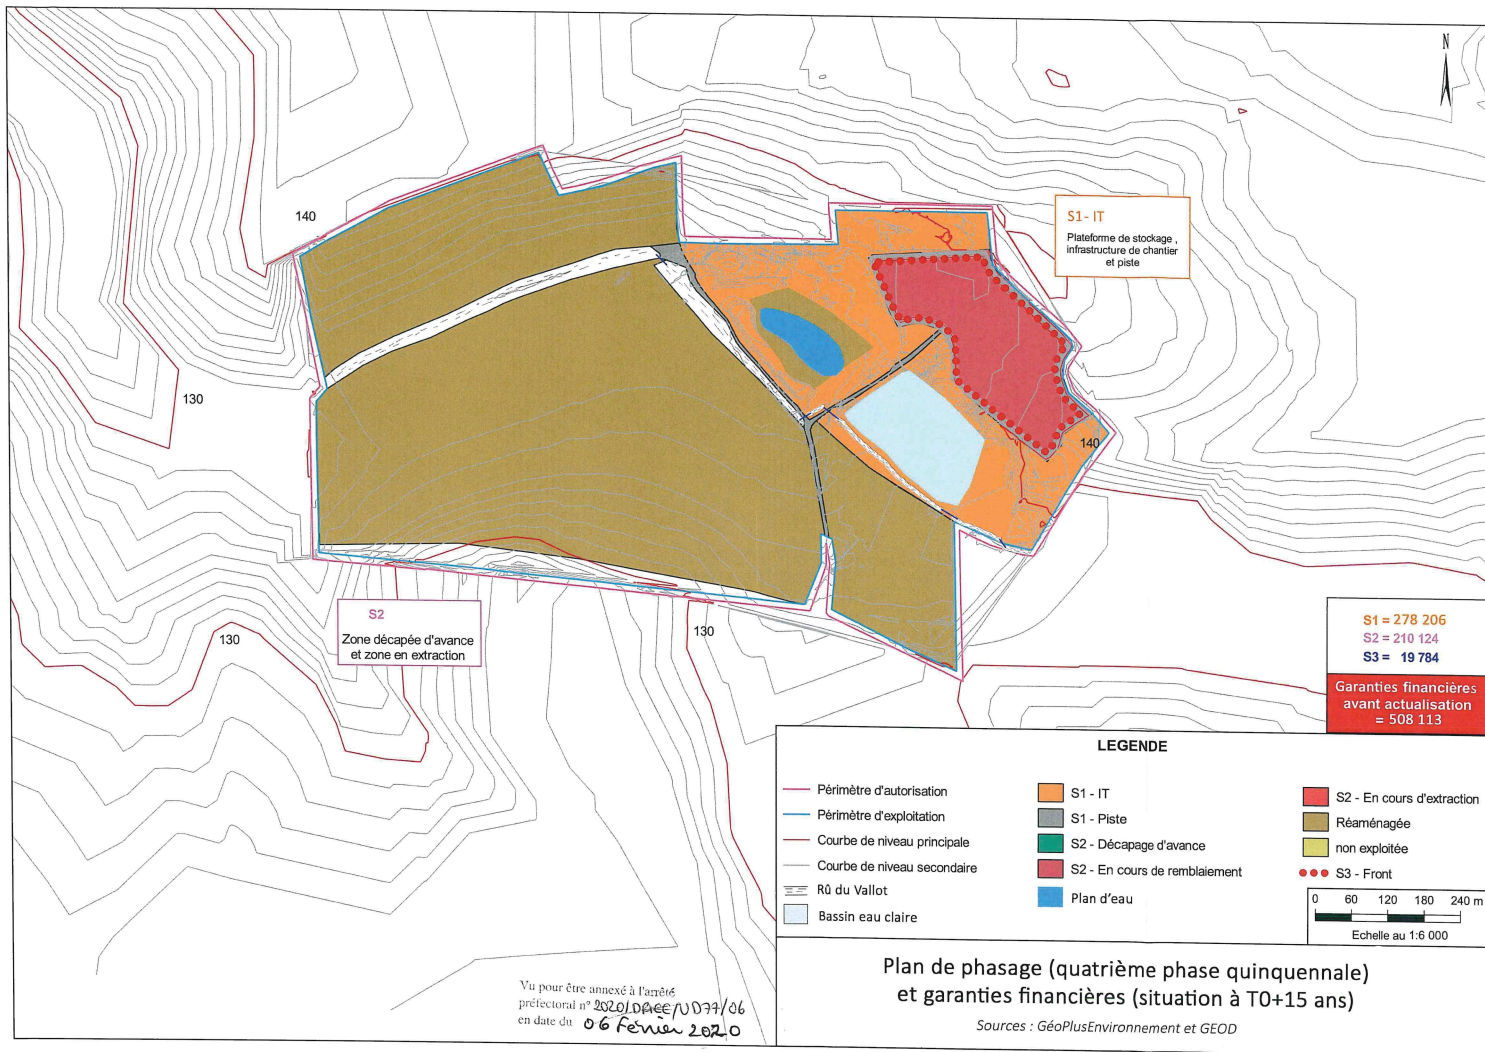 N
140
S1- IT
Plateforme de stockage ,
infrastructure de chantier
et piste
130
140
S2
Zone décapée d'avance
et zone en extraction
130
130
S1 = 278 206
S2 = 210 124
S3 = 19 784
Garanties financières
avant actualisation
= 508 113
LEGENDE
Périmètre d'autorisation
Périmètre d'exploitation
Courbe de niveau principale
Courbe de niveau secondaire
Rû du Vallot
Bassin eau claire
S1 - IT
S1 - Piste
S2 - Décapage d'avance
S2 - En cours de remblaiement
Plan d'eau
S2 - En cours d'extraction
Réaménagée
non exploitée
S3 - Front
0 60 120 180 240 m
Echelle au 1:6 000
Plan de phasage (quatrième phase quinquennale)
et garanties financières (situation à T0+15 ans)
Sources : GéoPlusEnvironnement et GEOD
Vu pour être annexé à l'arrêté
préfectoral n° 2020/DRIEE/UD77/06
en date du 06 Février 2020